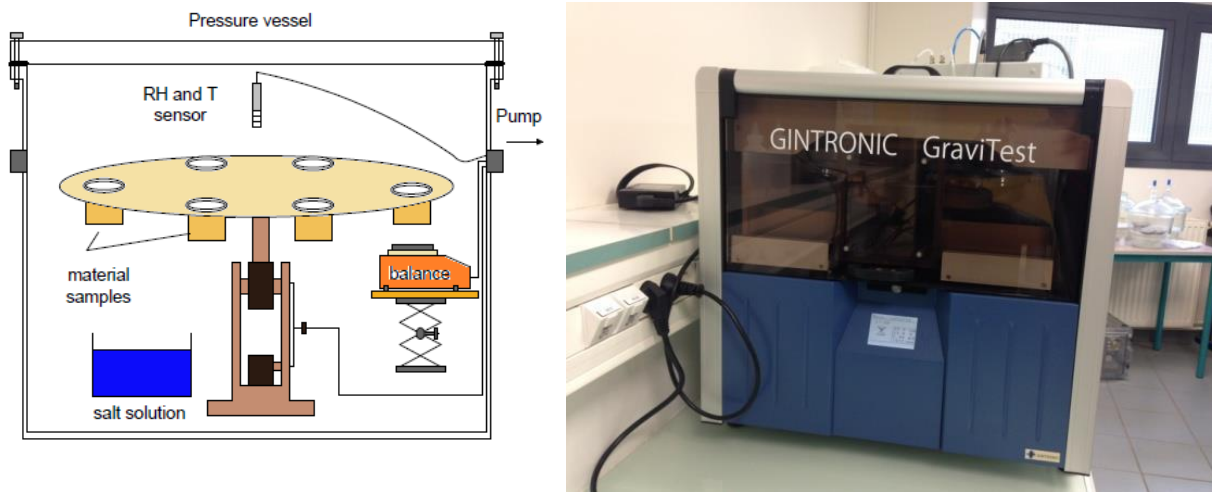 Pressure vessel
RH and T
sensor
Pump
balance
material
samples
salt solution
GINTRONIC GraviTest